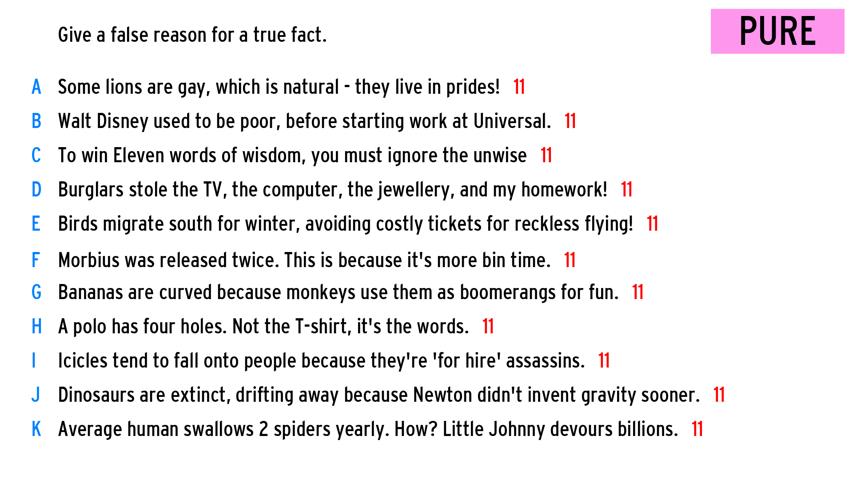 Give a false reason for a true fact.
PURE
A Some lions are gay, which is natural - they live in prides! 11
B Walt Disney used to be poor, before starting work at Universal. 11
C To win Eleven words of wisdom, you must ignore the unwise 11
D Burglars stole the TV, the computer, the jewellery, and my homework! 11
E Birds migrate south for winter, avoiding costly tickets for reckless flying! 11
F Morbius was released twice. This is because it's more bin time. 11
G Bananas are curved because monkeys use them as boomerangs for fun. 11
H A polo has four holes. Not the T-shirt, it's the words. 11
I Icicles tend to fall onto people because they're 'for hire' assassins. 11
J Dinosaurs are extinct, drifting away because Newton didn't invent gravity sooner. 11
K Average human swallows 2 spiders yearly. How? Little Johnny devours billions. 11